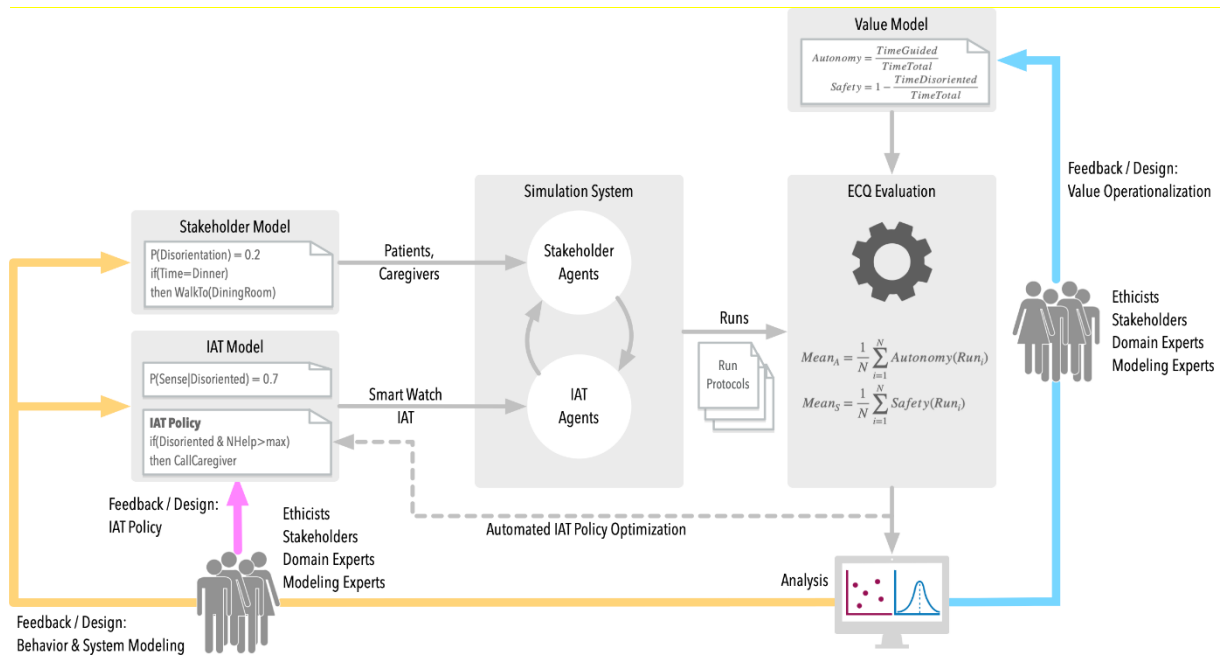 Value Model
Autonomy = TimeGuided / TimeTotal
Safety = 1 − TimeDisoriented / TimeTotal
Feedback / Design:
Value Operationalization
Simulation System
ECQ Evaluation
Stakeholder Model
P(Disorientation) = 0.2
if(Time=Dinner)
then WalkTo(DiningRoom)
Patients,
Caregivers
Stakeholder
Agents
IAT Model
P(Sense|Disoriented) = 0.7
IAT Policy
if(Disoriented & NHelp>max)
then CallCaregiver
Smart Watch
IAT
IAT
Agents
Runs
Run
Protocols
Mean_A = 1/N ∑_{i=1}^{N} Autonomy(Run_i)
Mean_S = 1/N ∑_{i=1}^{N} Safety(Run_i)
Ethicists
Stakeholders
Domain Experts
Modeling Experts
Feedback / Design:
IAT Policy
Ethicists
Stakeholders
Domain Experts
Modeling Experts
Automated IAT Policy Optimization
Analysis
Feedback / Design:
Behavior & System Modeling